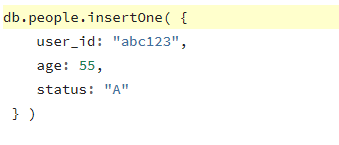 db.people.insertOne( {
    user_id: "abc123",
    age: 55,
    status: "A"
 } )